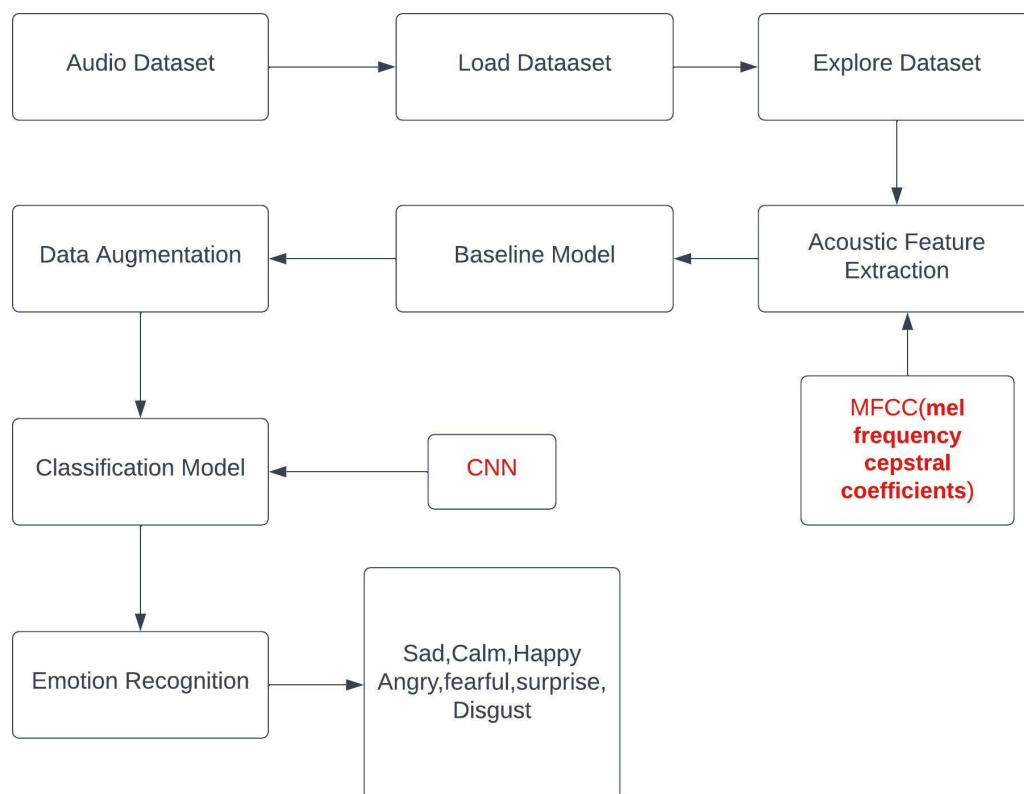 Audio Dataset
Load Dataaset
Explore Dataset
Data Augmentation
Baseline Model
Acoustic Feature
Extraction
MFCC(mel
frequency
cepstral
coefficients)
Classification Model
CNN
Emotion Recognition
Sad,Calm,Happy
Angry,fearful,surprise,
Disgust